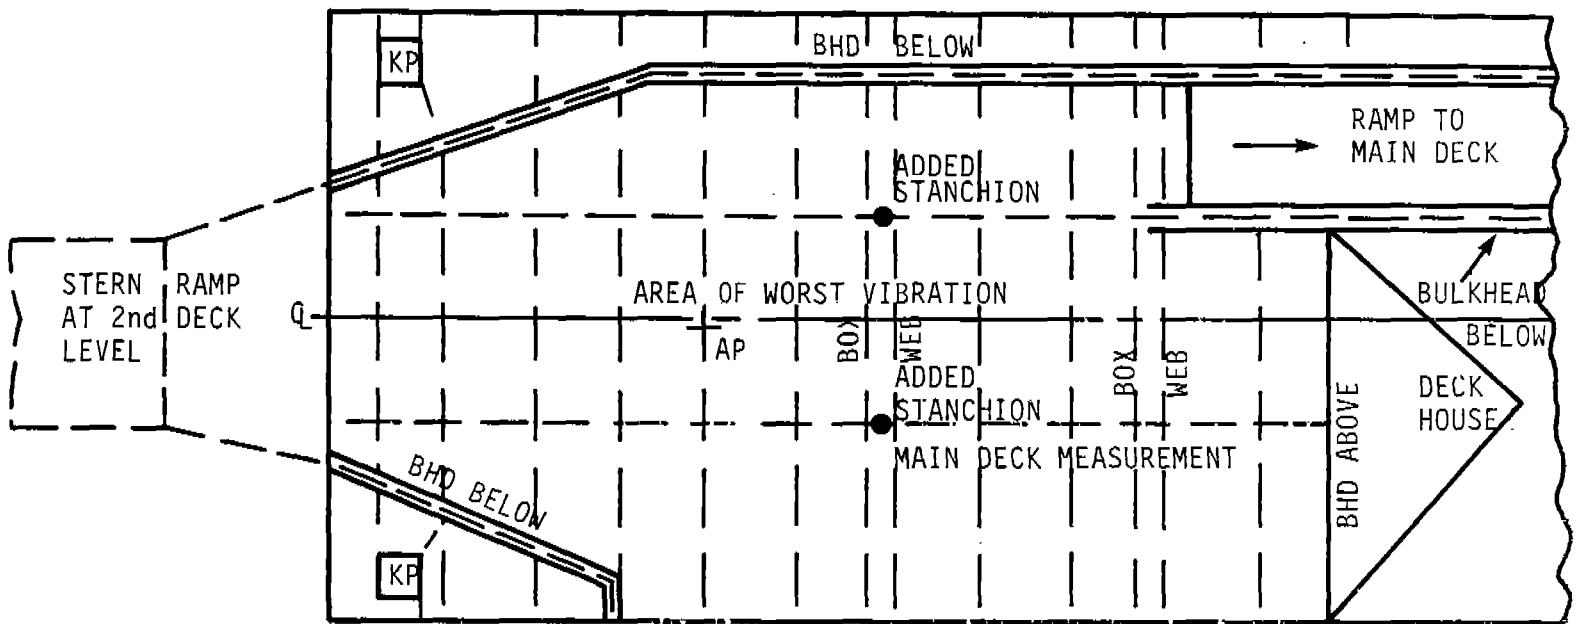 KP
BHD BELOW
RAMP TO
MAIN DECK
ADDED
STANCHION
STERN RAMP
AT 2nd DECK
LEVEL
℄
AREA OF WORST VIBRATION
AP
BOX
WEB
BOX
WEB
BULKHEAD
BELOW
ADDED
STANCHION
MAIN DECK MEASUREMENT
BHD ABOVE
DECK
HOUSE
BHD BELOW
KP